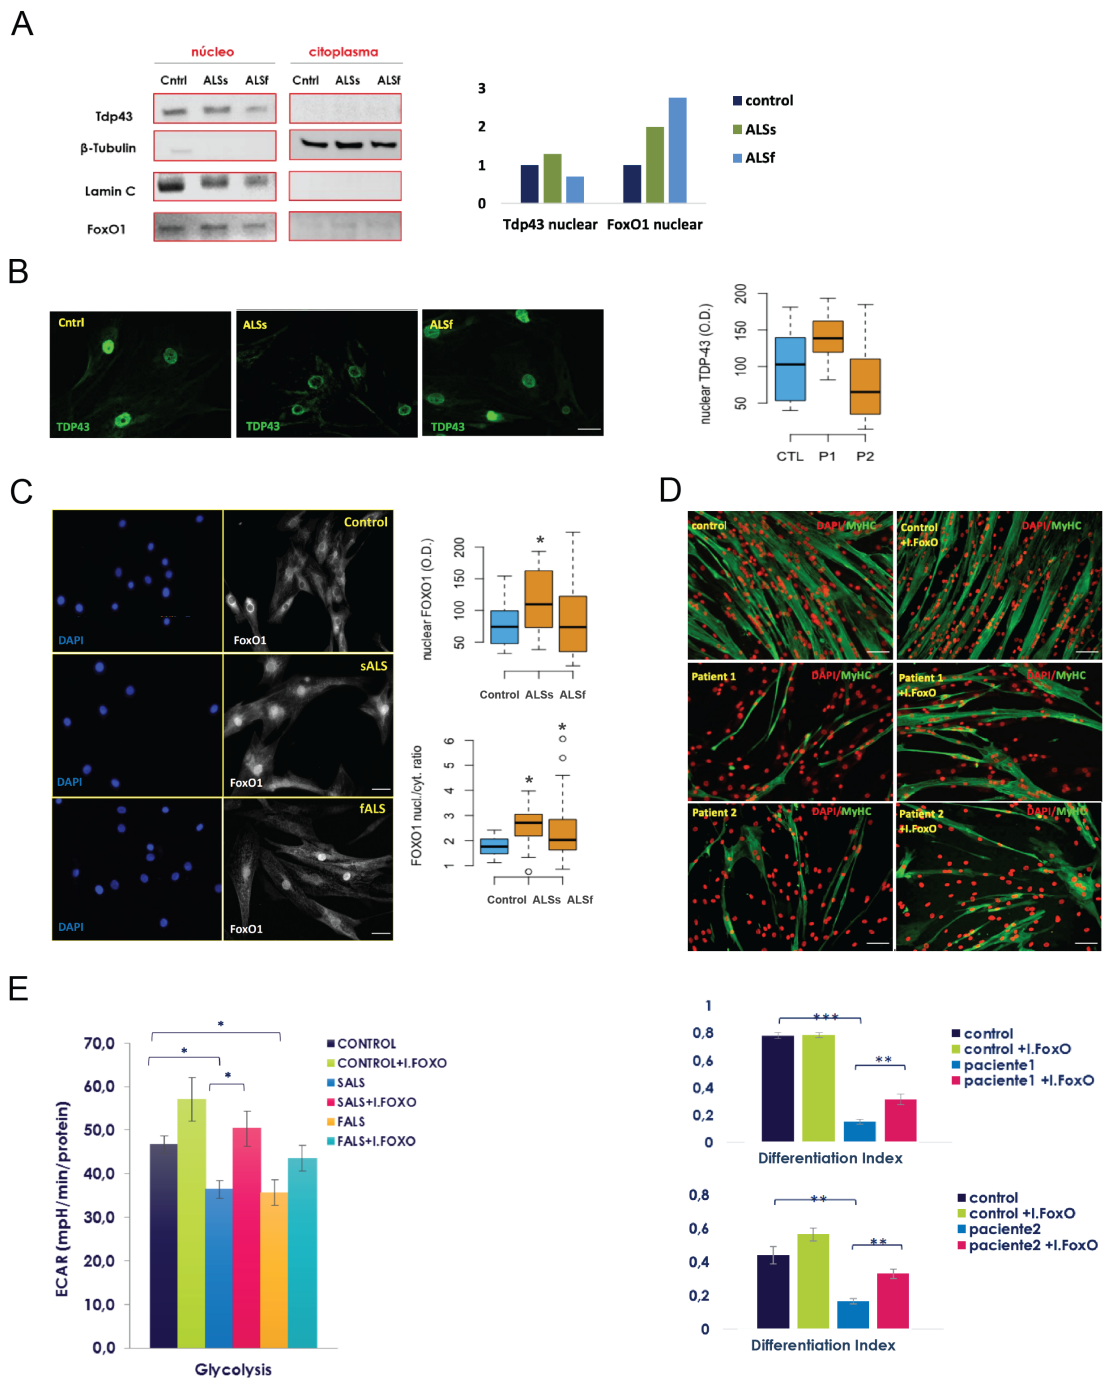 A
núcleo
citoplasma
Cntrl ALSs ALSf
Cntrl ALSs ALSf
Tdp43
β-Tubulin
Lamin C
FoxO1
3
2
1
0
Tdp43 nuclear FoxO1 nuclear
control
ALSs
ALSf
B
Cntrl
TDP43
ALSs
TDP43
ALSf
TDP43
nuclear TDP-43 (O.D.)
200
150
100
50
CTL P1 P2
C
Control
DAPI
FoxO1
sALS
DAPI
FoxO1
fALS
DAPI
FoxO1
nuclear FOXO1 (O.D.)
200
150
100
50
*
Control ALSs ALSf
FOXO1 nucl./cyt. ratio
6
5
4
3
2
1
*
*
Control ALSs ALSf
D
control
DAPI/MyHC
Control
+I.FoxO
DAPI/MyHC
Patient 1
DAPI/MyHC
Patient 1
+I.FoxO
DAPI/MyHC
Patient 2
DAPI/MyHC
Patient 2
+I.FoxO
DAPI/MyHC
E
ECAR (mpH/min/protein)
70,0
60,0
50,0
40,0
30,0
20,0
10,0
0,0
*
*
*
Glycolysis
CONTROL
CONTROL+I.FOXO
SALS
SALS+I.FOXO
FALS
FALS+I.FOXO
1
0,8
0,6
0,4
0,2
0
***
**
Differentiation Index
control
control +I.FoxO
paciente1
paciente1 +I.FoxO
0,8
0,6
0,4
0,2
0
**
**
Differentiation Index
control
control +I.FoxO
paciente2
paciente2 +I.FoxO